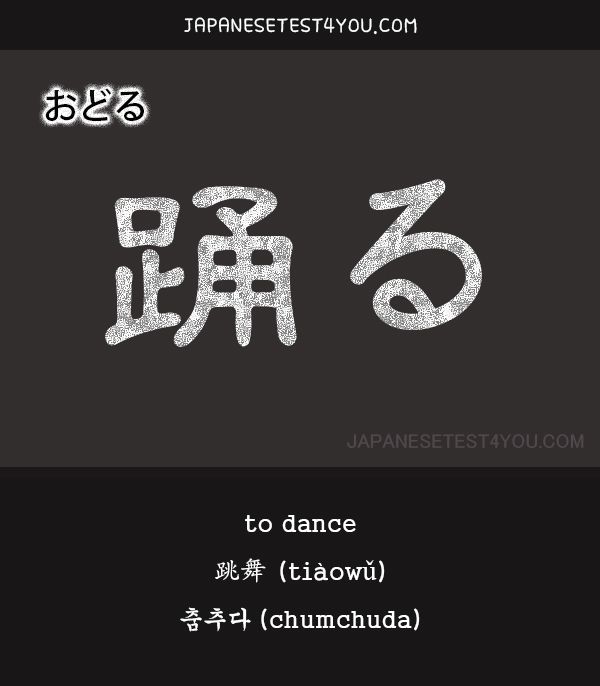 JAPANESETEST4YOU.COM
おどる
踊る
JAPANESETEST4YOU.COM
to dance
跳舞 (tiàowǔ)
춤추다 (chumchuda)